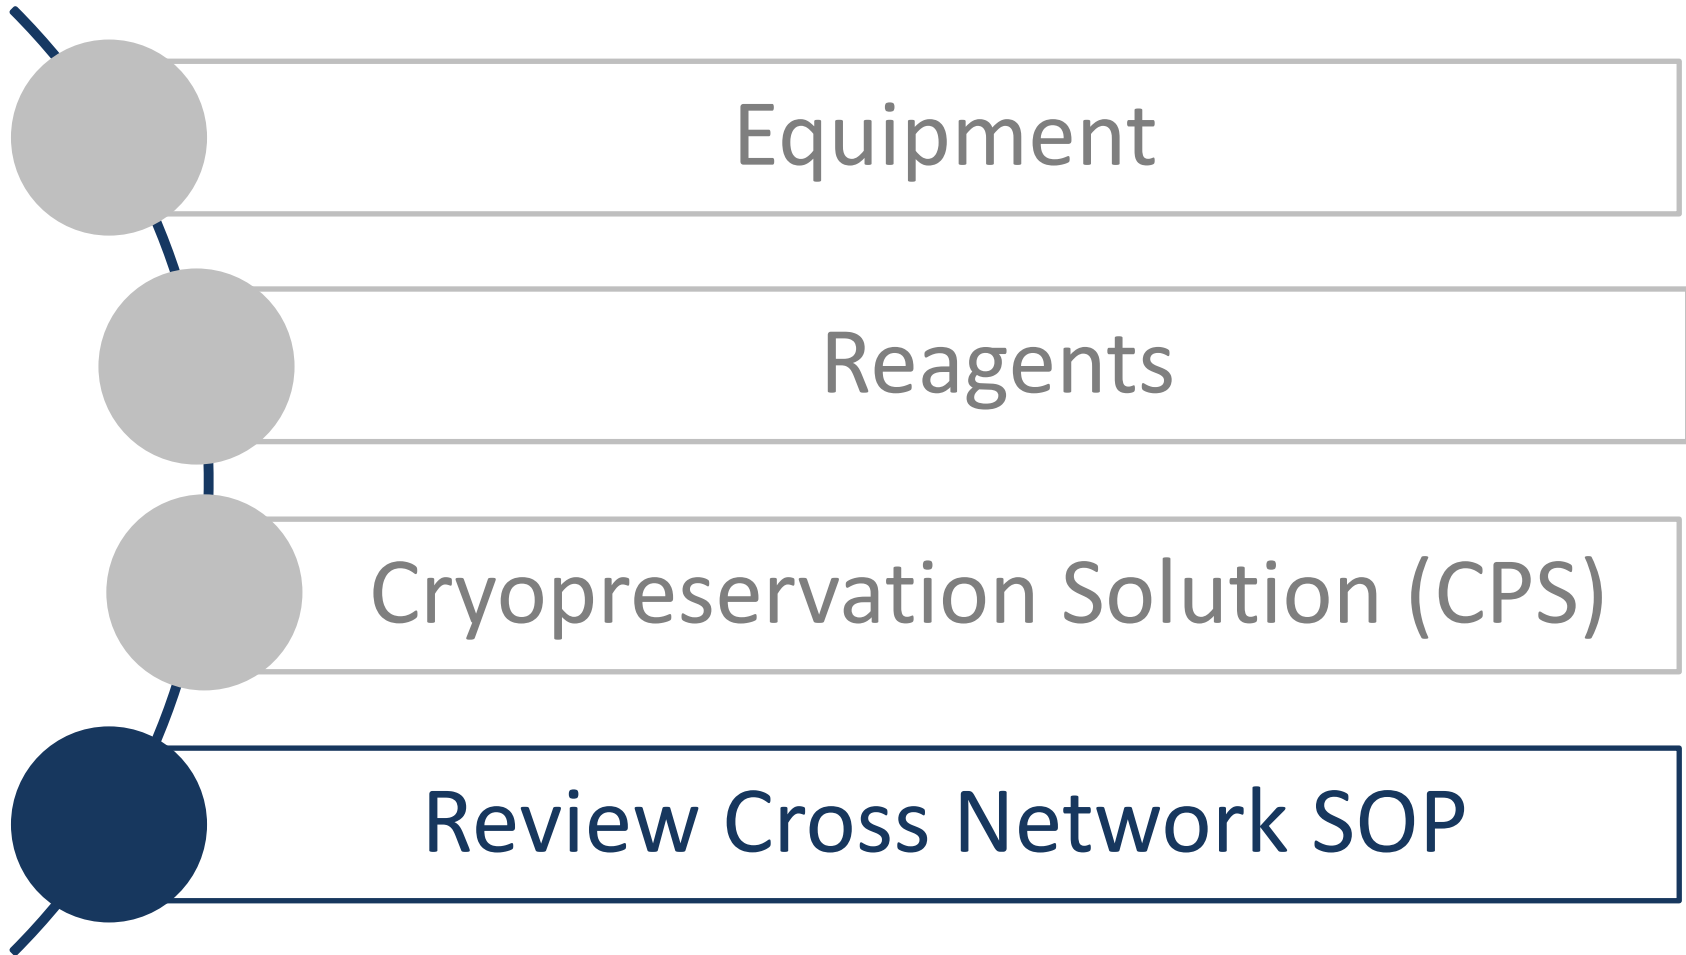 Equipment
Reagents
Cryopreservation Solution (CPS)
Review Cross Network SOP